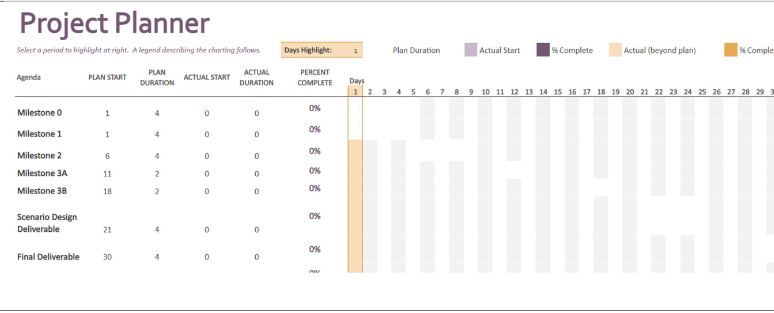 Project Planner
Select a period to highlight at right. A legend describing the charting follows.
Days Highlight: 1
Plan Duration
Actual Start
% Complete
Actual (beyond plan)
% Comple
Agenda
PLAN START
PLAN DURATION
ACTUAL START
ACTUAL DURATION
PERCENT COMPLETE
Days
1 2 3 4 5 6 7 8 9 10 11 12 13 14 15 16 17 18 19 20 21 22 23 24 25 26 27 28 29
Milestone 0 1 4 0 0 0%
Milestone 1 1 4 0 0 0%
Milestone 2 6 4 0 0 0%
Milestone 3A 11 2 0 0 0%
Milestone 3B 18 2 0 0 0%
Scenario Design
Deliverable 21 4 0 0 0%
Final Deliverable 30 4 0 0 0%